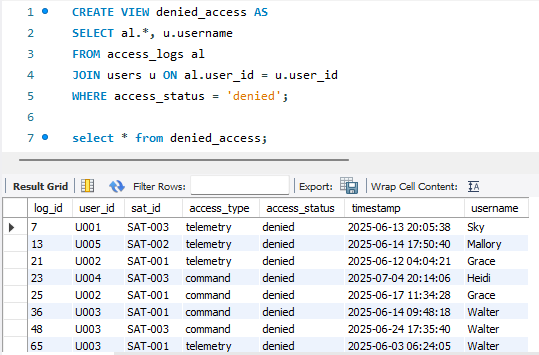 1 CREATE VIEW denied_access AS
2 SELECT al.*, u.username
3 FROM access_logs al
4 JOIN users u ON al.user_id = u.user_id
5 WHERE access_status = 'denied';
6
7 select * from denied_access;
Result Grid Filter Rows: Export: Wrap Cell Content: IA
log_id user_id sat_id access_type access_status timestamp username
7 U001 SAT-003 telemetry denied 2025-06-13 20:05:38 Sky
13 U005 SAT-002 telemetry denied 2025-06-14 17:50:40 Mallory
21 U002 SAT-001 telemetry denied 2025-06-12 04:04:21 Grace
23 U004 SAT-003 command denied 2025-07-04 20:14:06 Heidi
25 U002 SAT-001 command denied 2025-06-17 11:34:28 Grace
36 U003 SAT-001 command denied 2025-06-14 09:48:18 Walter
48 U003 SAT-003 command denied 2025-06-24 17:35:40 Walter
65 U003 SAT-001 telemetry denied 2025-06-03 06:24:05 Walter